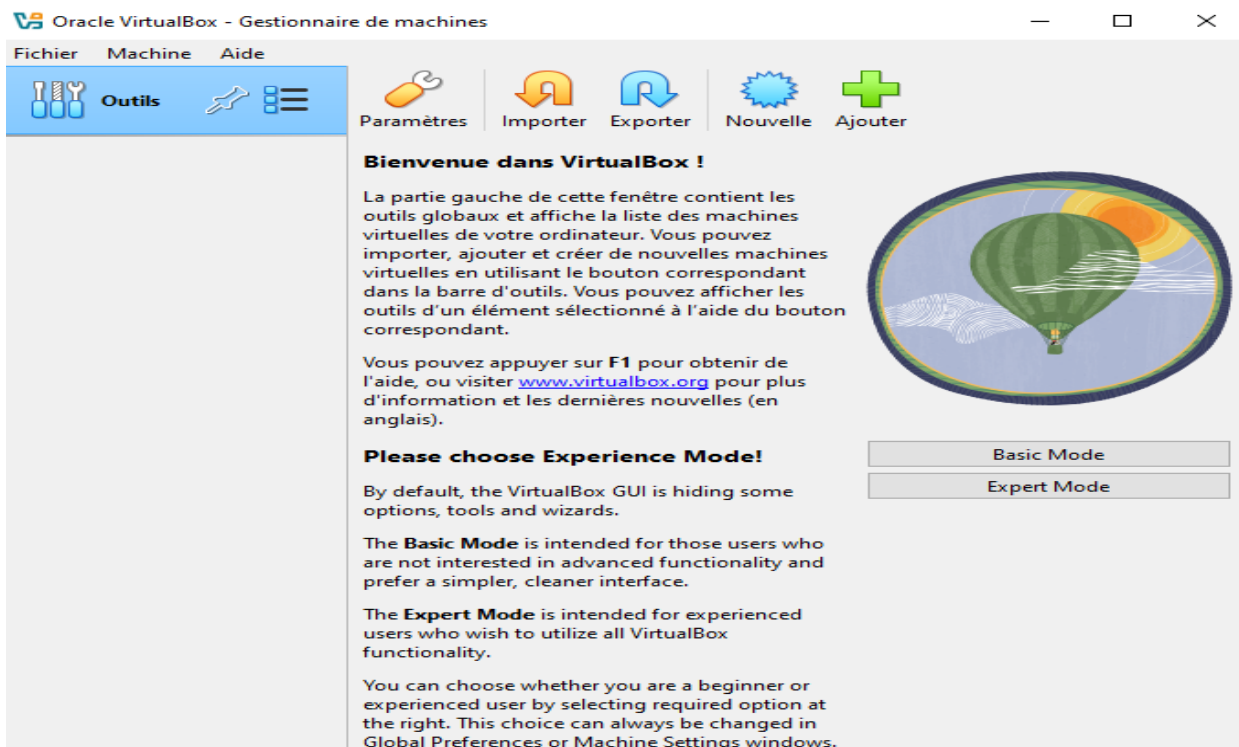 Oracle VirtualBox - Gestionnaire de machines
Fichier Machine Aide
Outils
Paramètres Importer Exporter Nouvelle Ajouter
Bienvenue dans VirtualBox !
La partie gauche de cette fenêtre contient les
outils globaux et affiche la liste des machines
virtuelles de votre ordinateur. Vous pouvez
importer, ajouter et créer de nouvelles machines
virtuelles en utilisant le bouton correspondant
dans la barre d'outils. Vous pouvez afficher les
outils d’un élément sélectionné à l’aide du bouton
correspondant.
Vous pouvez appuyer sur F1 pour obtenir de
l'aide, ou visiter www.virtualbox.org pour plus
d'information et les dernières nouvelles (en
anglais).
Please choose Experience Mode!
By default, the VirtualBox GUI is hiding some
options, tools and wizards.
The Basic Mode is intended for those users who
are not interested in advanced functionality and
prefer a simpler, cleaner interface.
The Expert Mode is intended for experienced
users who wish to utilize all VirtualBox
functionality.
You can choose whether you are a beginner or
experienced user by selecting required option at
the right. This choice can always be changed in
Global Preferences or Machine Settings windows.
Basic Mode
Expert Mode